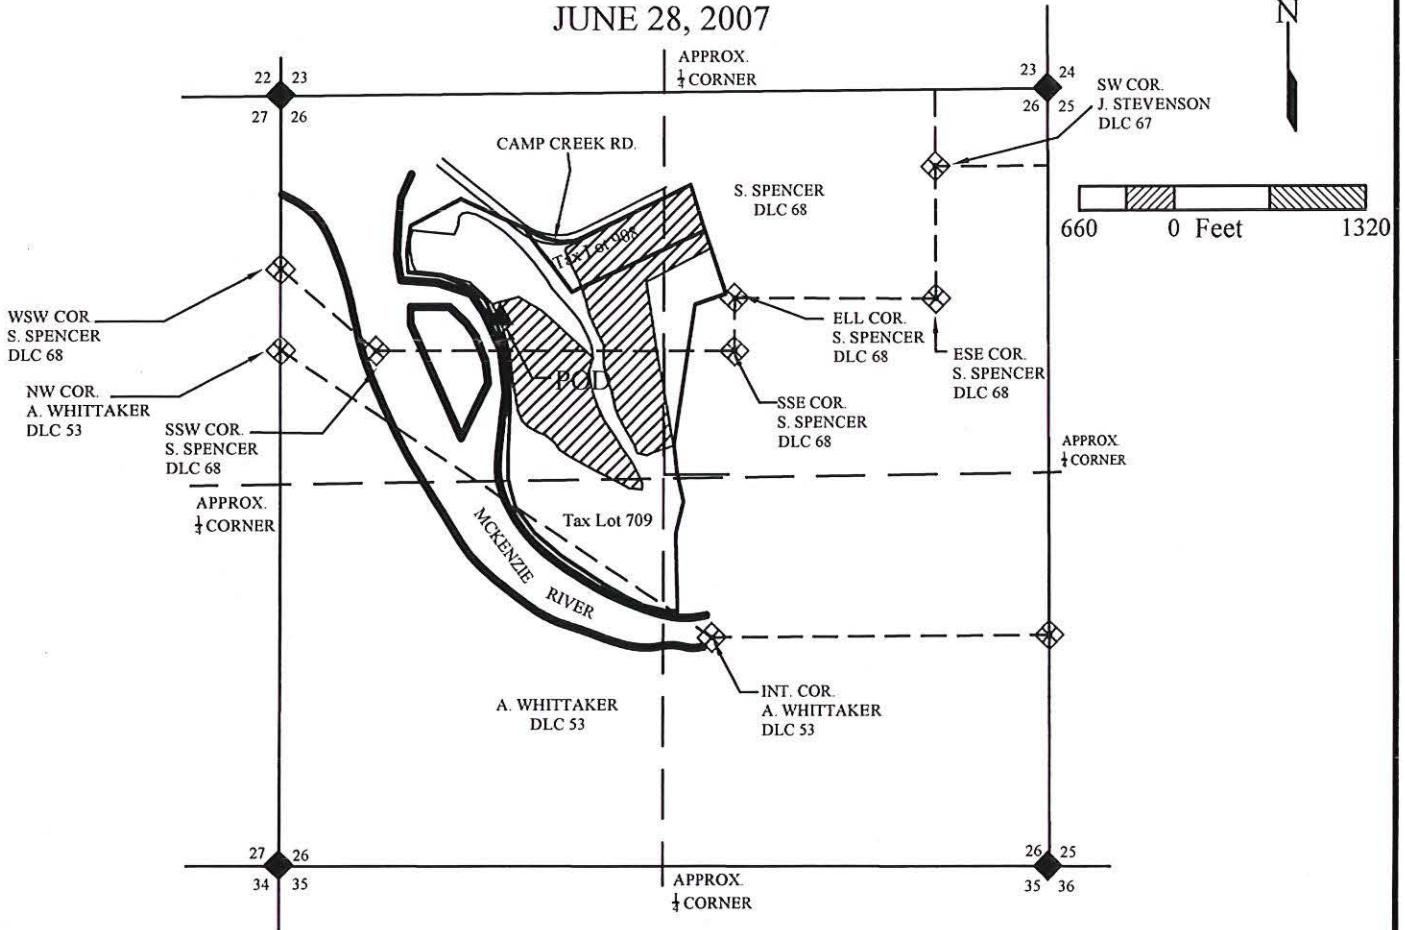 JUNE 28, 2007
N
APPROX.
1/4 CORNER
22 23
27 26
23 24
26 25
SW COR.
J. STEVENSON
DLC 67
CAMP CREEK RD.
S. SPENCER
DLC 68
660 0 Feet 1320
Tax Lot 908
WSW COR
S. SPENCER
DLC 68
ELL COR.
S. SPENCER
DLC 68
ESE COR.
S. SPENCER
DLC 68
NW COR.
A. WHITTAKER
DLC 53
POD
SSW COR.
S. SPENCER
DLC 68
SSE COR.
S. SPENCER
DLC 68
APPROX.
1/4 CORNER
APPROX.
1/4 CORNER
Tax Lot 709
MCKENZIE RIVER
A. WHITTAKER
DLC 53
INT. COR.
A. WHITTAKER
DLC 53
27 26
34 35
26 25
35 36
APPROX.
1/4 CORNER